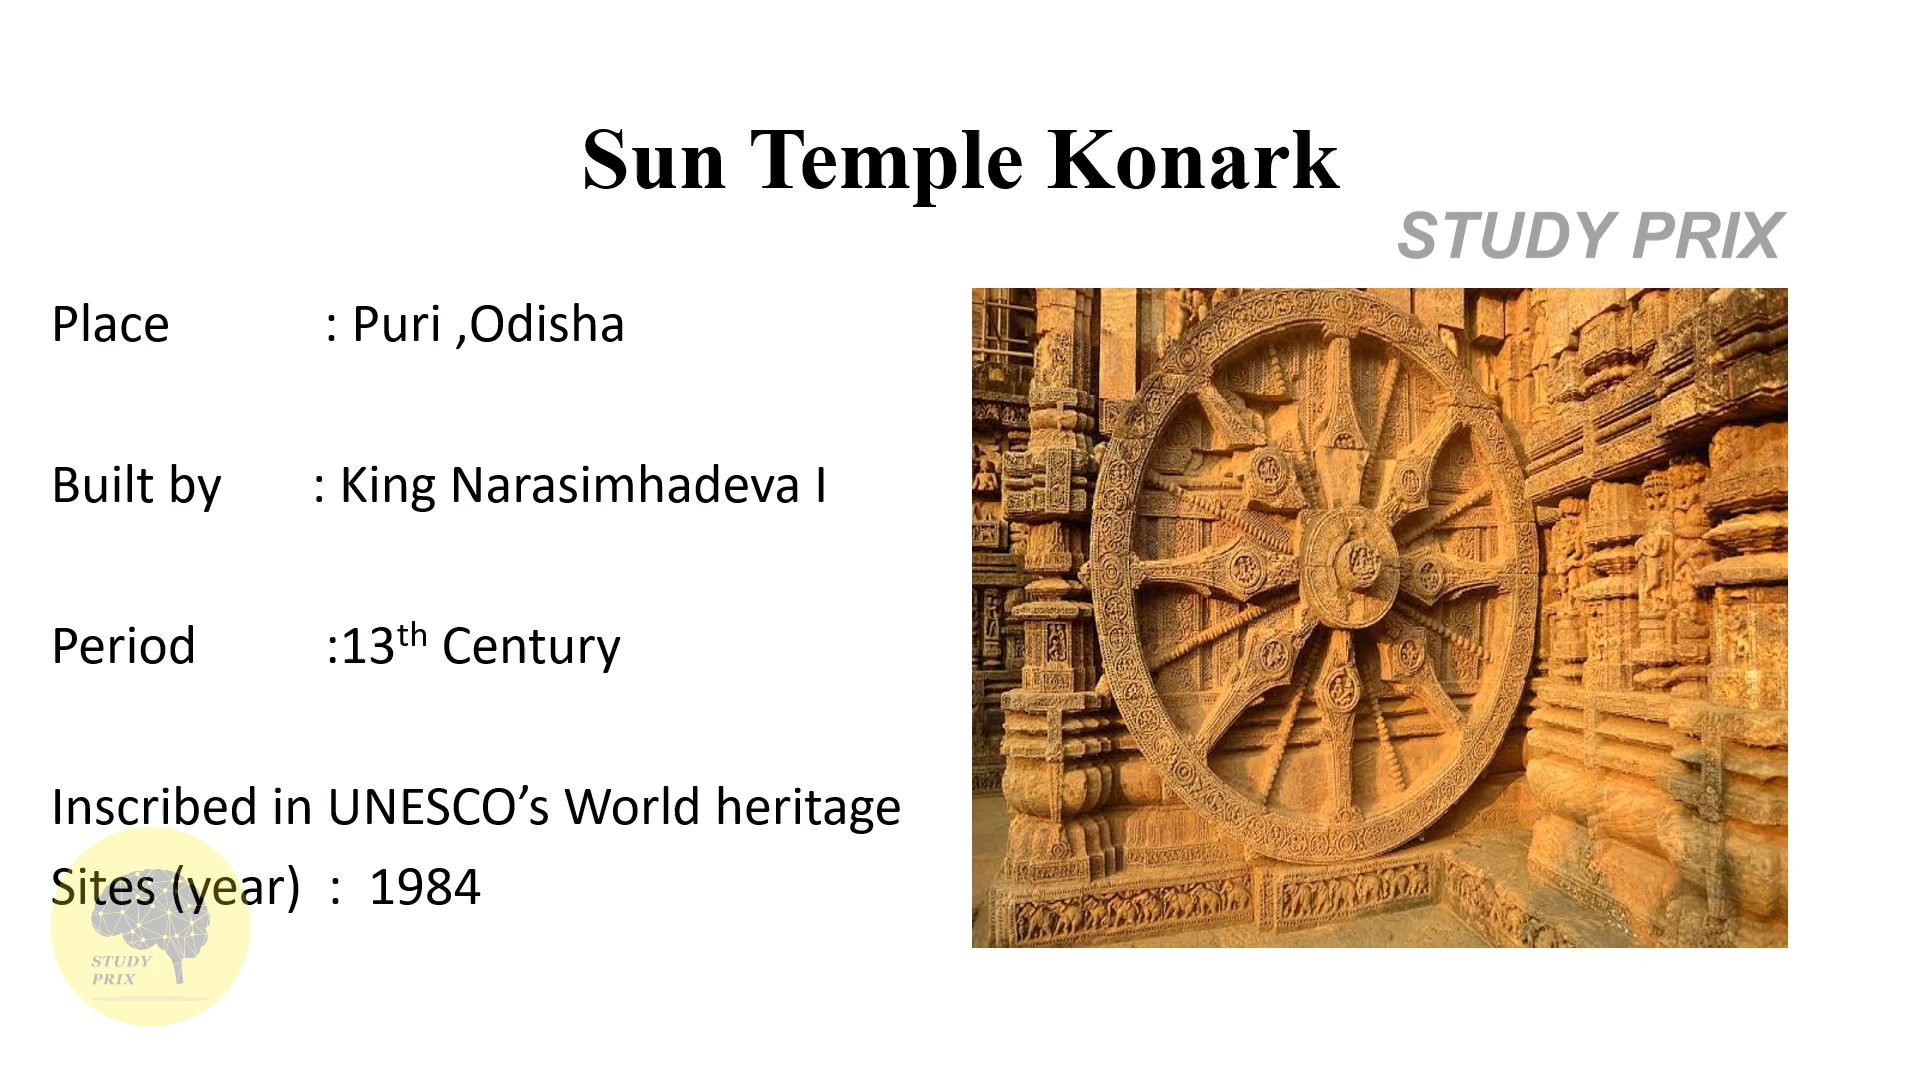 Sun Temple Konark
STUDY PRIX
Place : Puri ,Odisha
Built by : King Narasimhadeva I
Period :13th Century
Inscribed in UNESCO’s World heritage
Sites (year) : 1984
STUDY
PRIX